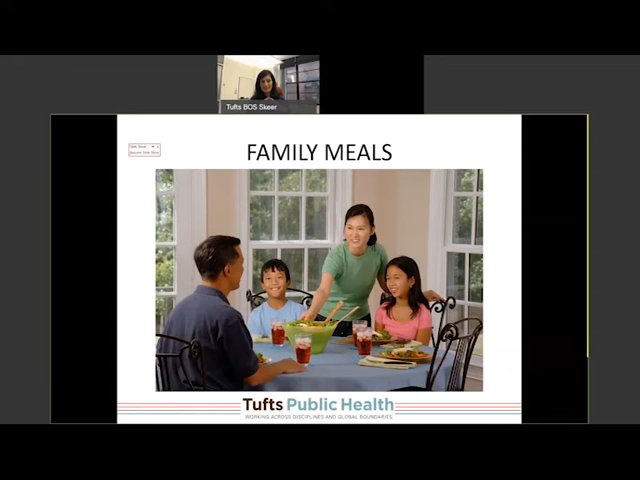 Tufts BOS Skeer
FAMILY MEALS
Tufts Public Health
WORKING ACROSS DISCIPLINES AND GLOBAL BOUNDARIES